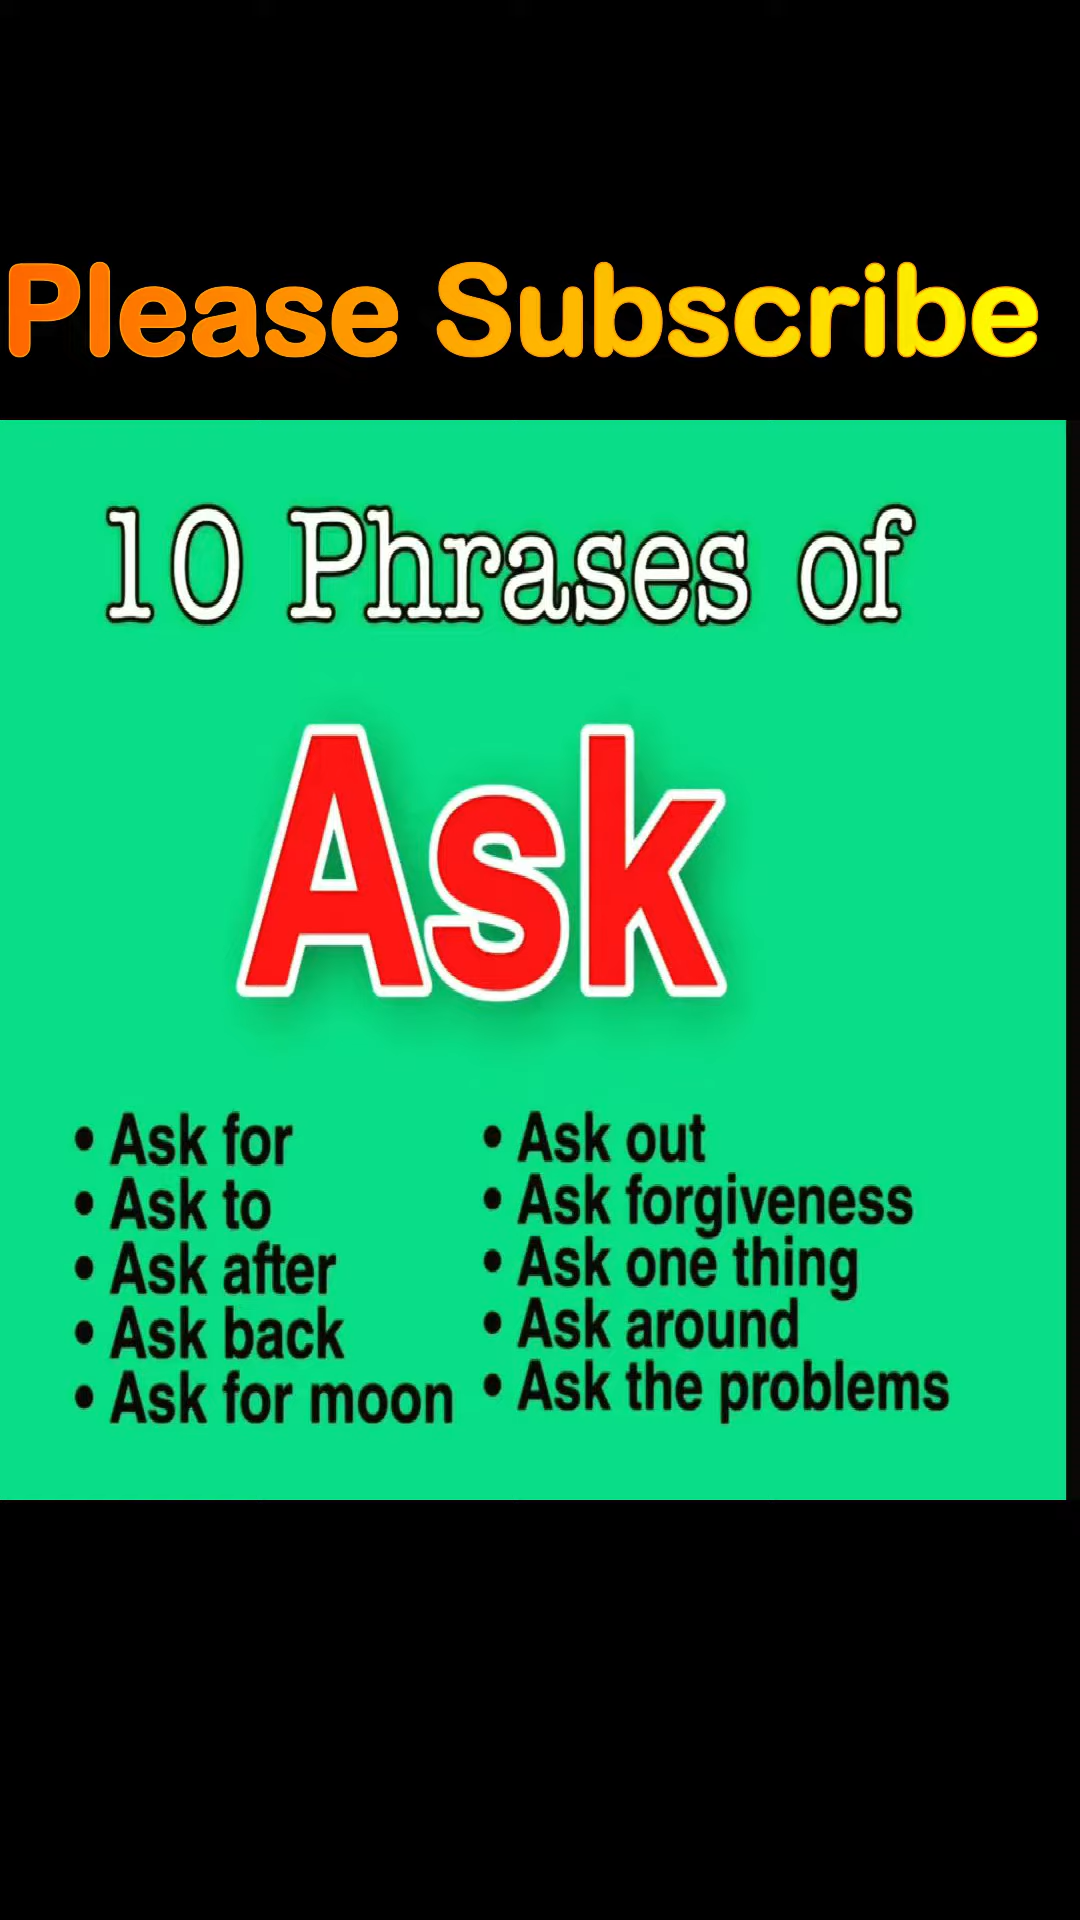 Please Subscribe
10 Phrases of
Ask
• Ask for
• Ask to
• Ask after
• Ask back
• Ask for moon
• Ask out
• Ask forgiveness
• Ask one thing
• Ask around
• Ask the problems